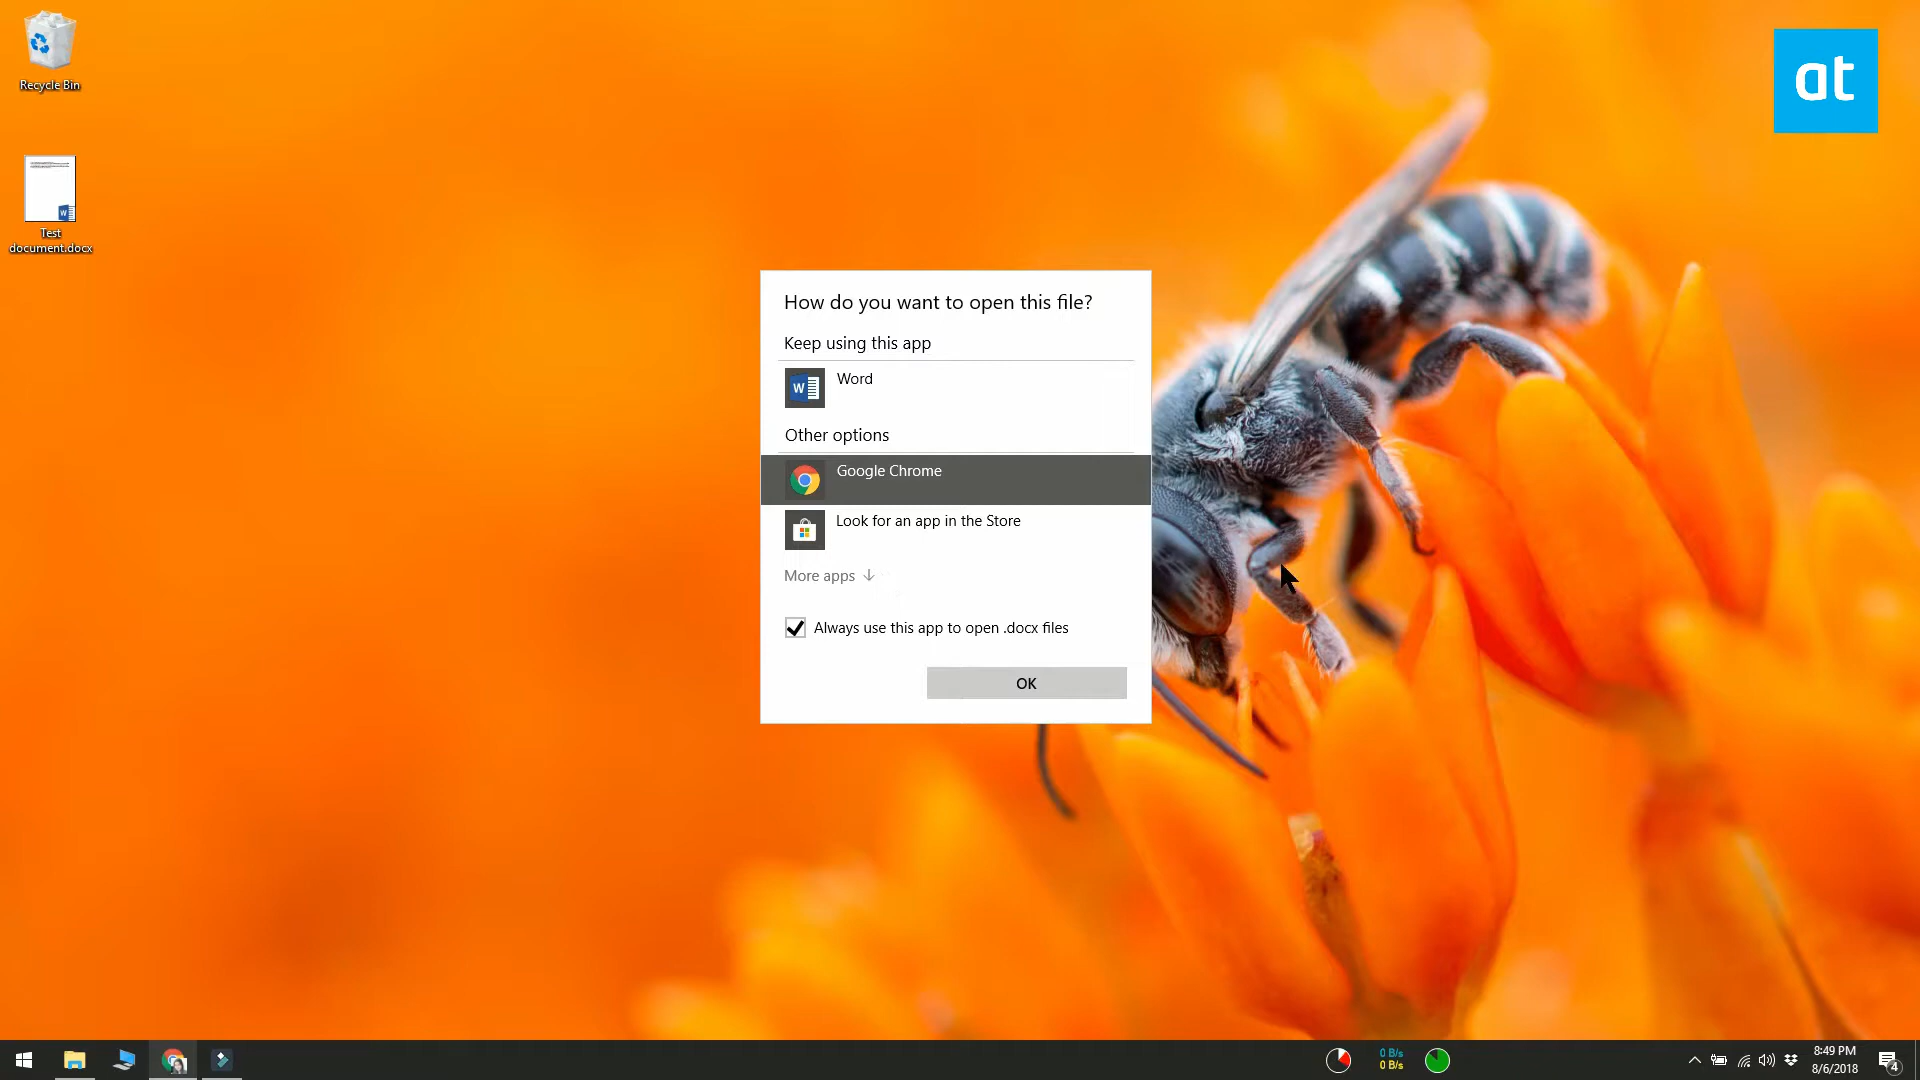 Recycle Bin
Test
document.docx
at
How do you want to open this file?
Keep using this app
W
Word
Other options
Google Chrome
Look for an app in the Store
More apps
Always use this app to open .docx files
OK
0 B/s
0 B/s
8:49 PM
8/6/2018
4